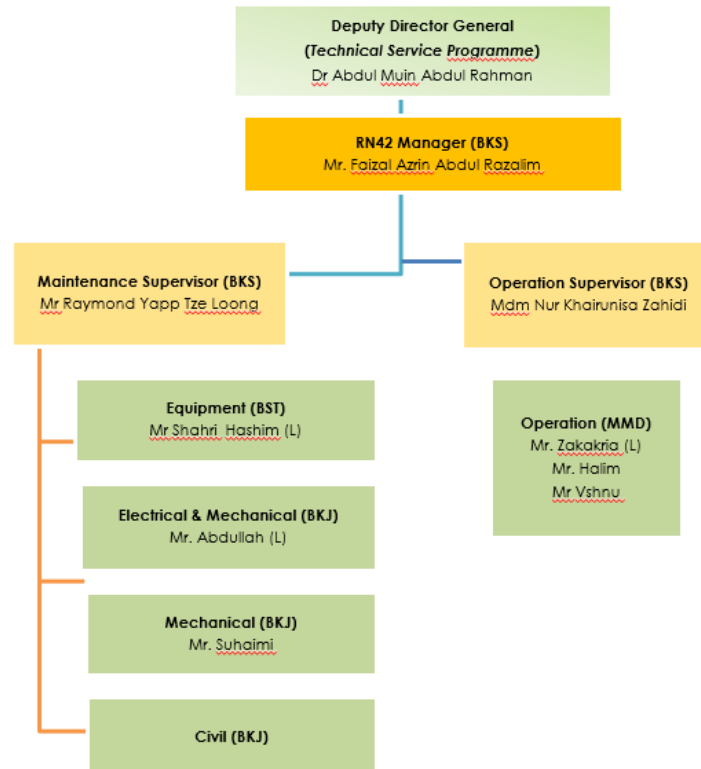 Deputy Director General
(Technical Service Programme)
Dr Abdul Muin Abdul Rahman
RN42 Manager (BKS)
Mr. Faizal Azrin Abdul Razalim
Maintenance Supervisor (BKS)
Mr Raymond Yapp Tze Loong
Operation Supervisor (BKS)
Mdm Nur Khairunisa Zahidi
Equipment (BST)
Mr Shahri Hashim (L)
Electrical & Mechanical (BKJ)
Mr. Abdullah (L)
Mechanical (BKJ)
Mr. Suhaimi
Civil (BKJ)
Operation (MMD)
Mr. Zakakria (L)
Mr. Halim
Mr Vshnu